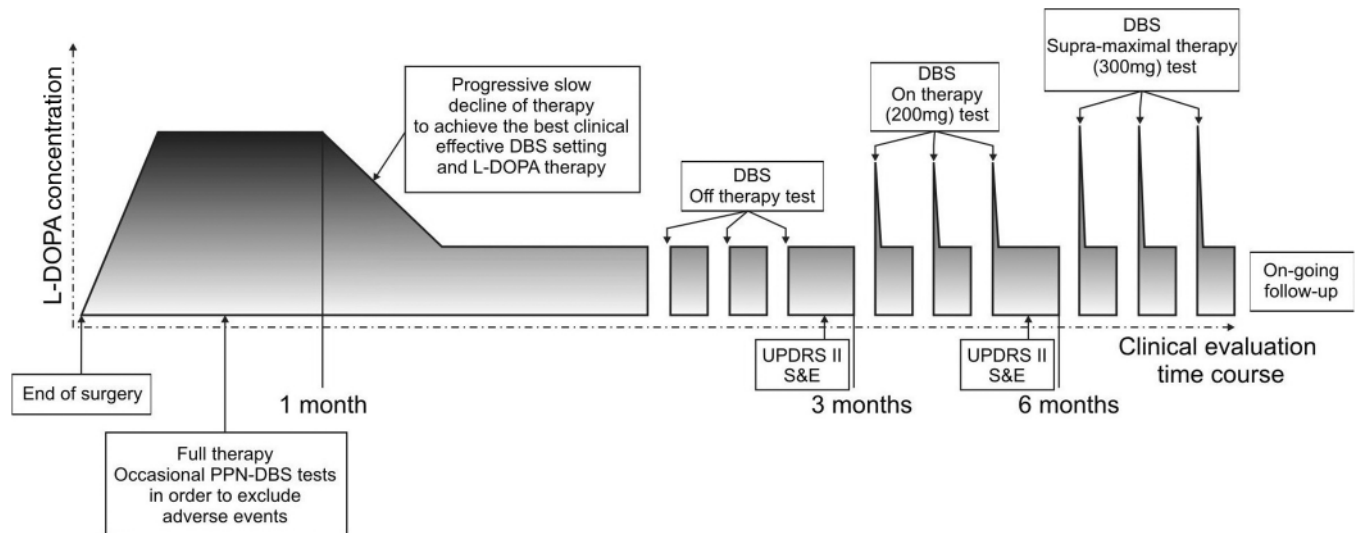 DBS
Supra-maximal therapy
(300mg) test
DBS
On therapy
(200mg) test
Progressive slow
decline of therapy
to achieve the best clinical
effective DBS setting
and L-DOPA therapy
DBS
Off therapy test
L-DOPA concentration
On-going
follow-up
UPDRS II
S&E
UPDRS II
S&E
Clinical evaluation
time course
End of surgery
1 month
3 months
6 months
Full therapy
Occasional PPN-DBS tests
in order to exclude
adverse events